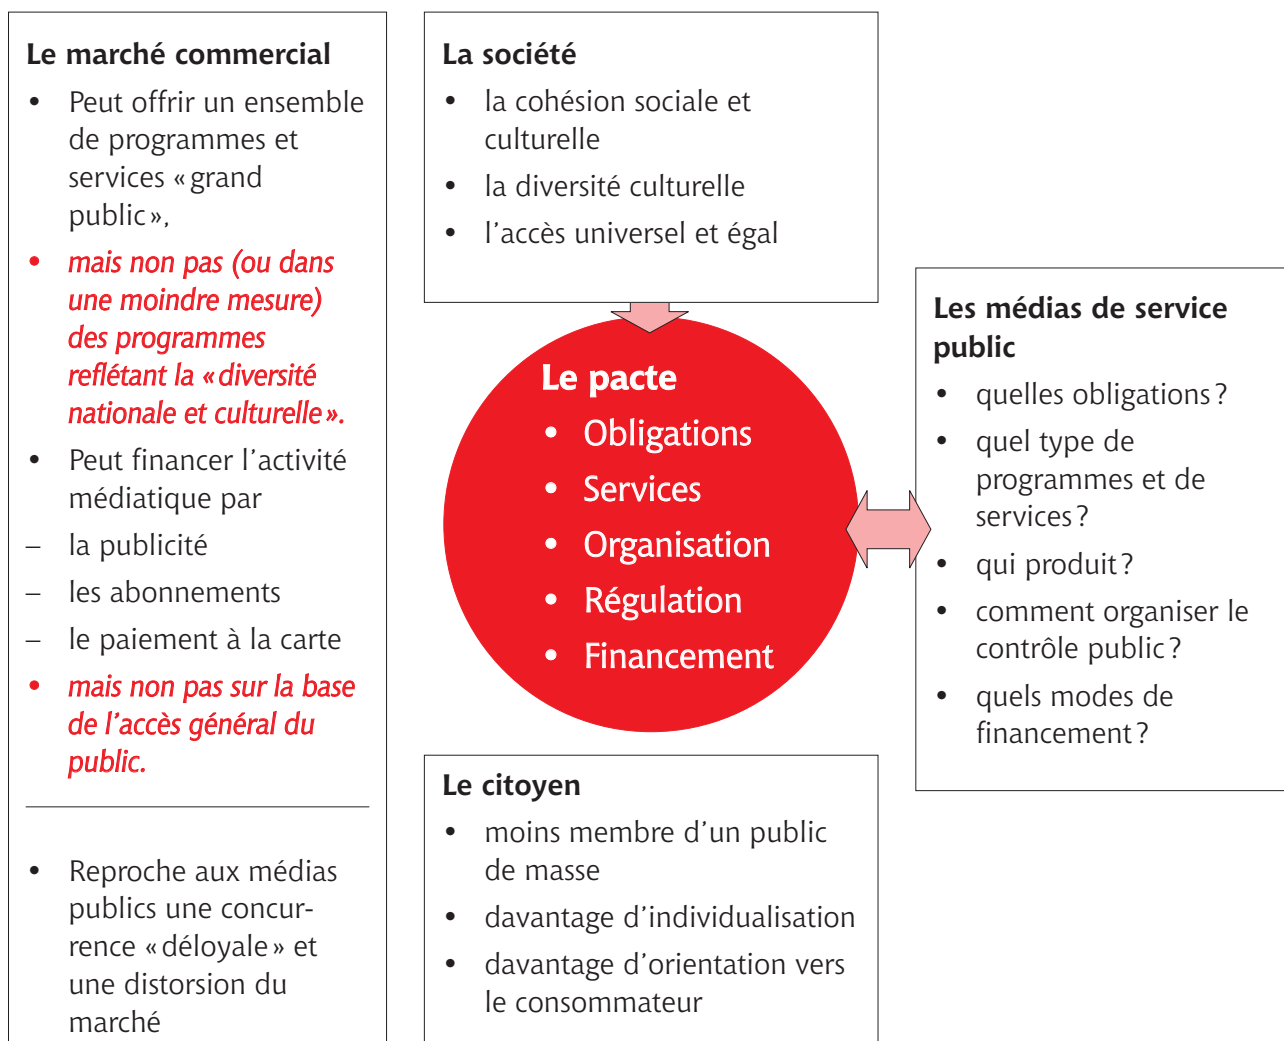 Le marché commercial
• Peut offrir un ensemble
de programmes et
services «grand
public»,
• mais non pas (ou dans
une moindre mesure)
des programmes
reflétant la «diversité
nationale et culturelle».
• Peut financer l’activité
médiatique par
– la publicité
– les abonnements
– le paiement à la carte
• mais non pas sur la base
de l’accès général du
public.
• Reproche aux médias
publics une concur-
rence «déloyale» et
une distorsion du
marché
La société
• la cohésion sociale et
culturelle
• la diversité culturelle
• l’accès universel et égal
Le pacte
• Obligations
• Services
• Organisation
• Régulation
• Financement
Le citoyen
• moins membre d’un public
de masse
• davantage d’individualisation
• davantage d’orientation vers
le consommateur
Les médias de service
public
• quelles obligations?
• quel type de
programmes et de
services?
• qui produit?
• comment organiser le
contrôle public?
• quels modes de
financement?